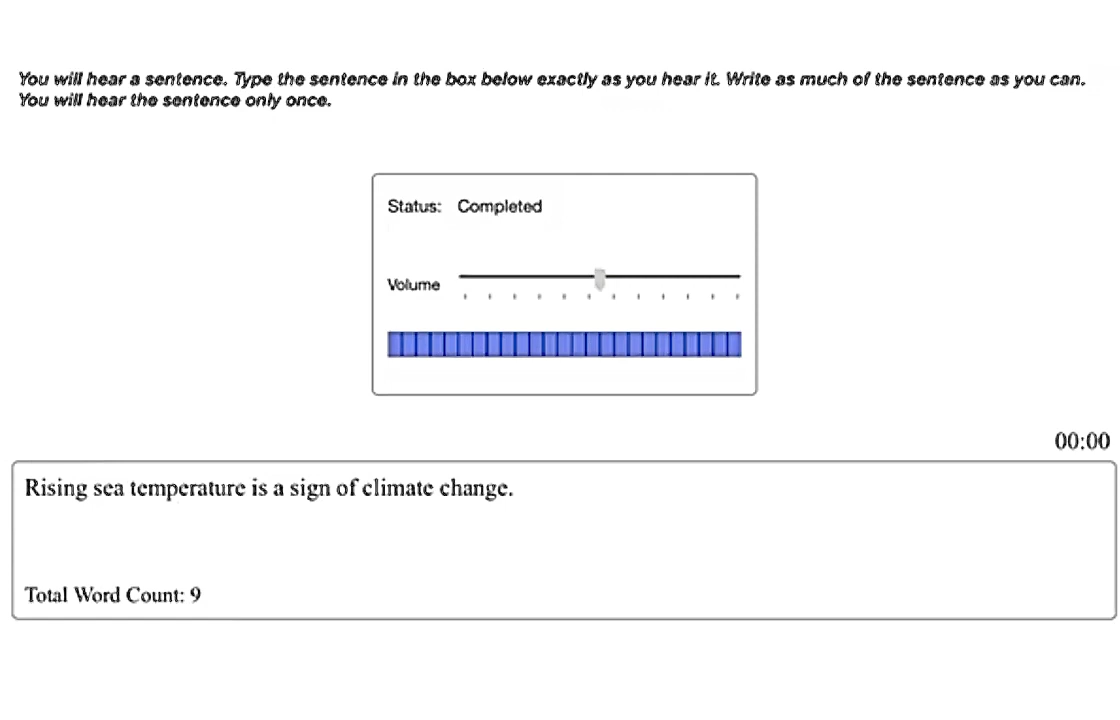 You will hear a sentence. Type the sentence in the box below exactly as you hear it. Write as much of the sentence as you can.
You will hear the sentence only once.
Status: Completed
Volume
00:00
Rising sea temperature is a sign of climate change.
Total Word Count: 9